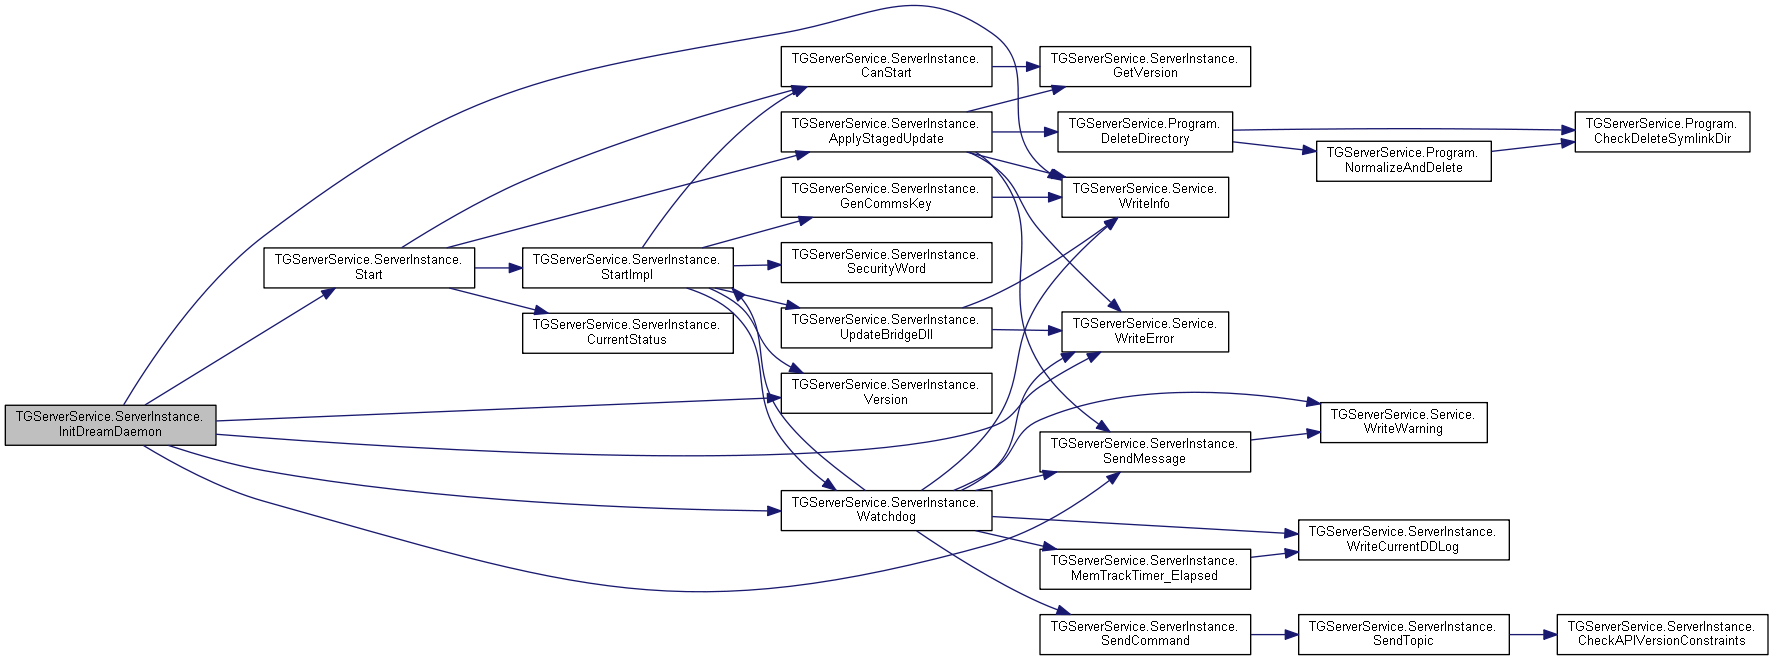 TGServerService.ServerInstance.
InitDreamDaemon
TGServerService.ServerInstance.
Start
TGServerService.ServerInstance.
StartImpl
TGServerService.ServerInstance.
CurrentStatus
TGServerService.ServerInstance.
CanStart
TGServerService.ServerInstance.
ApplyStagedUpdate
TGServerService.ServerInstance.
GenCommsKey
TGServerService.ServerInstance.
SecurityWord
TGServerService.ServerInstance.
UpdateBridgeDll
TGServerService.ServerInstance.
Version
TGServerService.ServerInstance.
Watchdog
TGServerService.ServerInstance.
GetVersion
TGServerService.Program.
DeleteDirectory
TGServerService.Service.
WriteInfo
TGServerService.Service.
WriteError
TGServerService.ServerInstance.
SendMessage
TGServerService.ServerInstance.
MemTrackTimer_Elapsed
TGServerService.ServerInstance.
SendCommand
TGServerService.Program.
NormalizeAndDelete
TGServerService.Service.
WriteWarning
TGServerService.ServerInstance.
WriteCurrentDDLog
TGServerService.ServerInstance.
SendTopic
TGServerService.Program.
CheckDeleteSymlinkDir
TGServerService.ServerInstance.
CheckAPIVersionConstraints